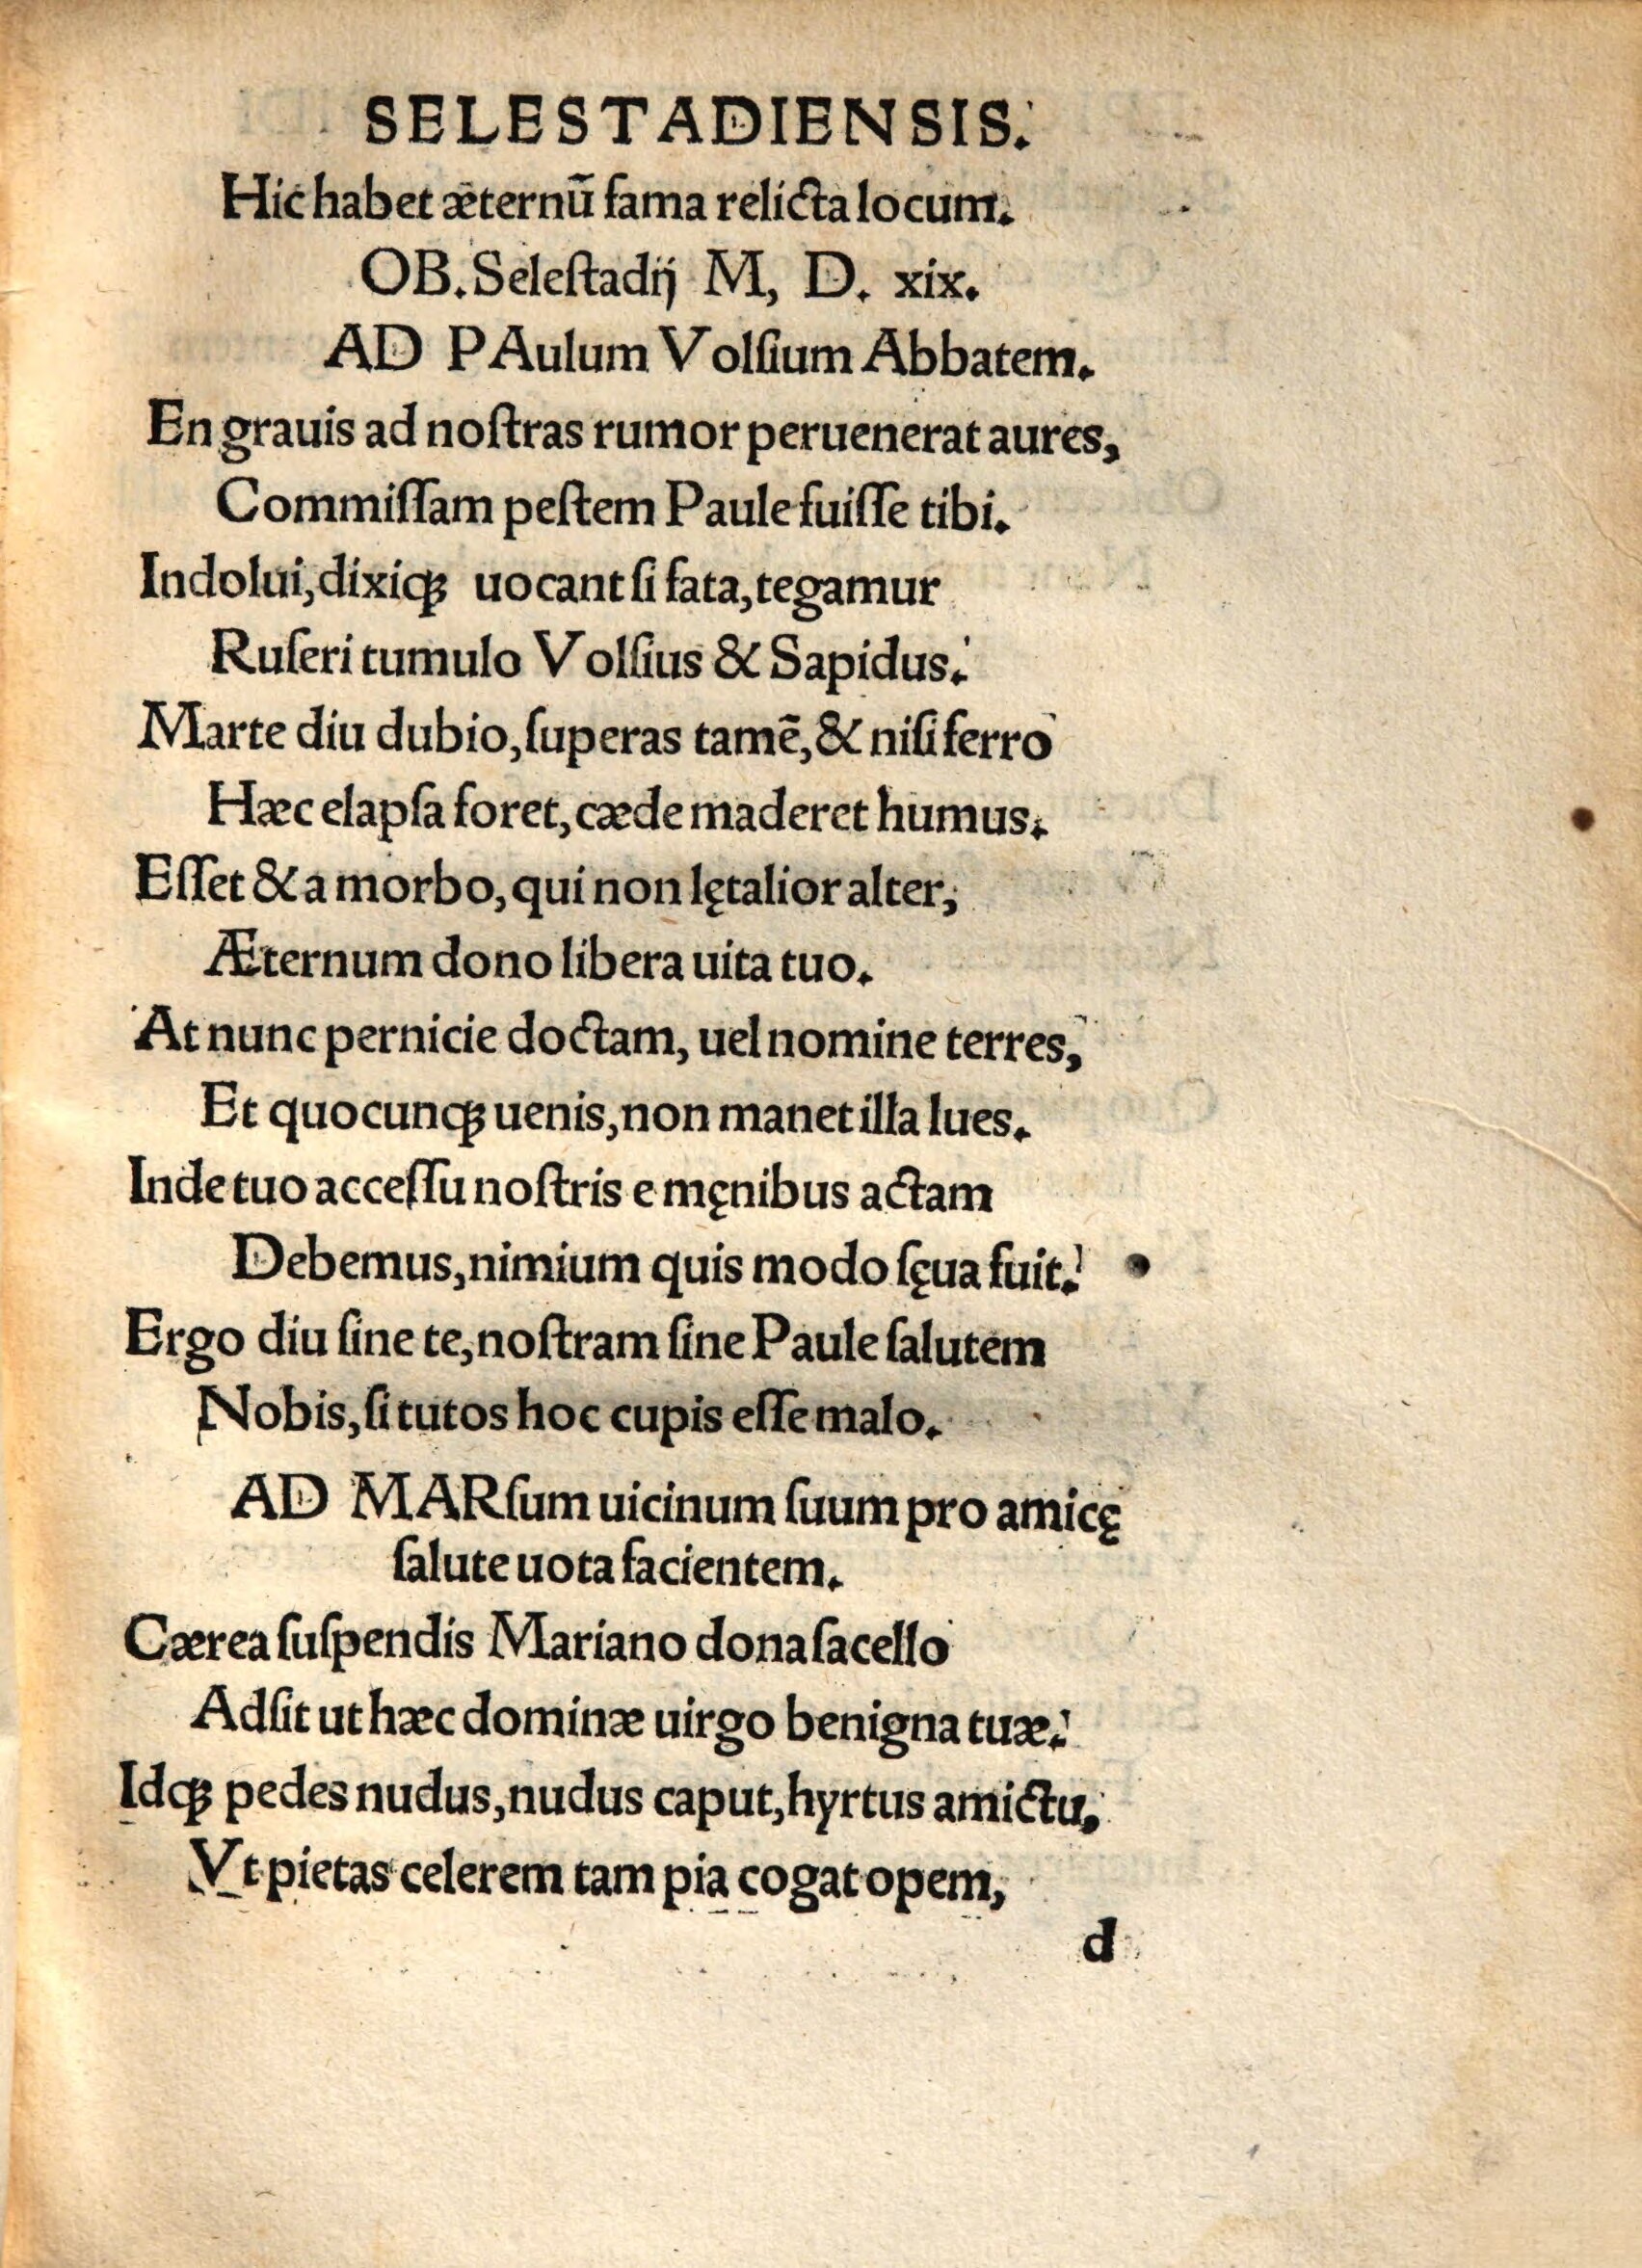 SELESTADIENSIS.
Hic habet æternū fama relicta locum.
OB. Seleſtadij M, D. xix.
AD PAulum Volſium Abbatem.
En grauis ad noſtras rumor peruenerat aures,
Commiſſam peſtem Paule fuiſſe tibi.
Indolui, dixiqꝫ uocant ſi fata, tegamur
Ruſeri tumulo Volſius & Sapidus.
Marte diu dubio, ſuperas tamē, & niſi ferro
Hæc elapſa foret, cæde maderet humus.
Eſſet & a morbo, qui non lętalior alter,
Æternum dono libera uita tuo.
At nunc pernicie doctam, uel nomine terres,
Et quocunqꝫ uenis, non manet illa lues.
Inde tuo acceſſu noſtris e męnibus actam
Debemus, nimium quis modo ſęua fuit.
Ergo diu ſine te, noſtram ſine Paule ſalutem
Nobis, ſi tutos hoc cupis eſſe malo.
AD MARſum uicinum ſuum pro amicę
ſalute uota facientem.
Cærea ſuſpendis Mariano dona ſacello
Adſit ut hæc dominæ uirgo benigna tuæ.
Idqꝫ pedes nudus, nudus caput, hyrtus amictu,
Vt pietas celerem tam pia cogat opem,
d